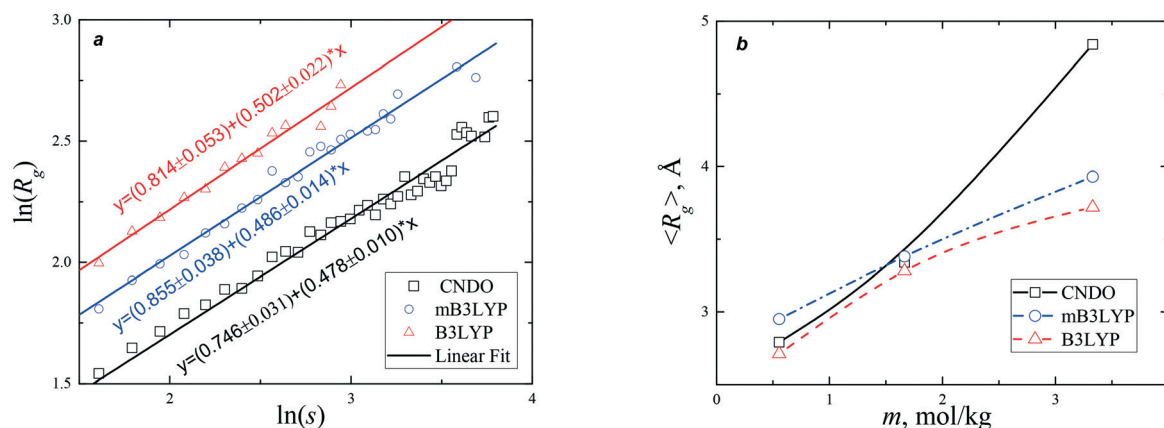 a
3.0
2.5
2.0
1.5
2
3
4
ln(R_g)
ln(s)
y=(0.814±0.053)+(0.502±0.022)*x
y=(0.855±0.038)+(0.486±0.014)*x
y=(0.746±0.031)+(0.478±0.010)*x
CNDO
mB3LYP
B3LYP
Linear Fit
b
5
4
3
0
1
2
3
<R_g>, Å
m, mol/kg
CNDO
mB3LYP
B3LYP